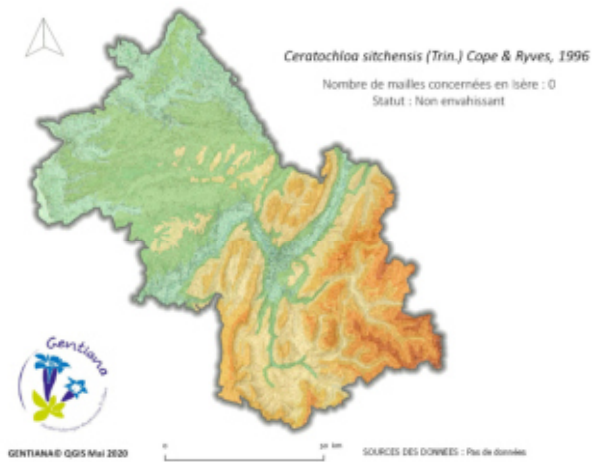 Ceratochloa sitchensis (Trin.) Cope & Ryves, 1996
Nombre de mailles concernées en Isère : 0
Statut : Non envahissant
Gentiana
GENTIANA© QGIS Mai 2020
0
km
SOURCES DES DONNEES : Pas de données